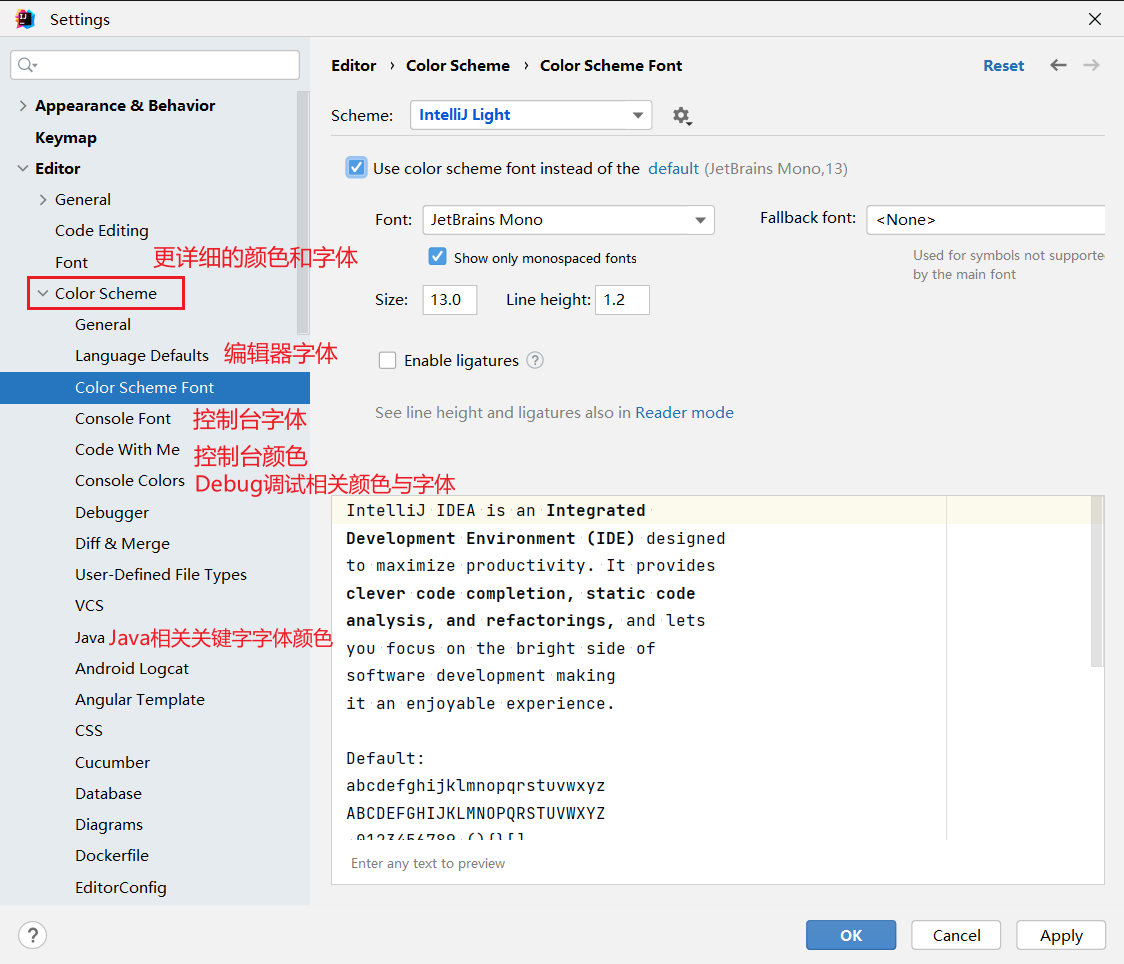 Settings
Appearance & Behavior
Keymap
Editor
General
Code Editing
更详细的颜色和字体
Font
Color Scheme
General
Language Defaults 编辑器字体
Color Scheme Font
Console Font 控制台字体
Code With Me 控制台颜色
Console Colors Debug调试相关颜色与字体
Debugger
Diff & Merge
User-Defined File Types
VCS
Java Java相关关键字字体颜色
Android Logcat
Angular Template
CSS
Cucumber
Database
Diagrams
Dockerfile
EditorConfig
Editor › Color Scheme › Color Scheme Font Reset
Scheme: IntelliJ Light
Use color scheme font instead of the default (JetBrains Mono,13)
Font: JetBrains Mono Fallback font: <None>
Show only monospaced fonts
Used for symbols not supporte
by the main font
Size: 13.0 Line height: 1.2
Enable ligatures ?
See line height and ligatures also in Reader mode
IntelliJ IDEA is an Integrated
Development Environment (IDE) designed
to maximize productivity. It provides
clever code completion, static code
analysis, and refactorings, and lets
you focus on the bright side of
software development making
it an enjoyable experience.
Default:
abcdefghijklmnopqrstuvwxyz
ABCDEFGHIJKLMNOPQRSTUVWXYZ
0123456789 (){}[]
Enter any text to preview
? OK Cancel Apply